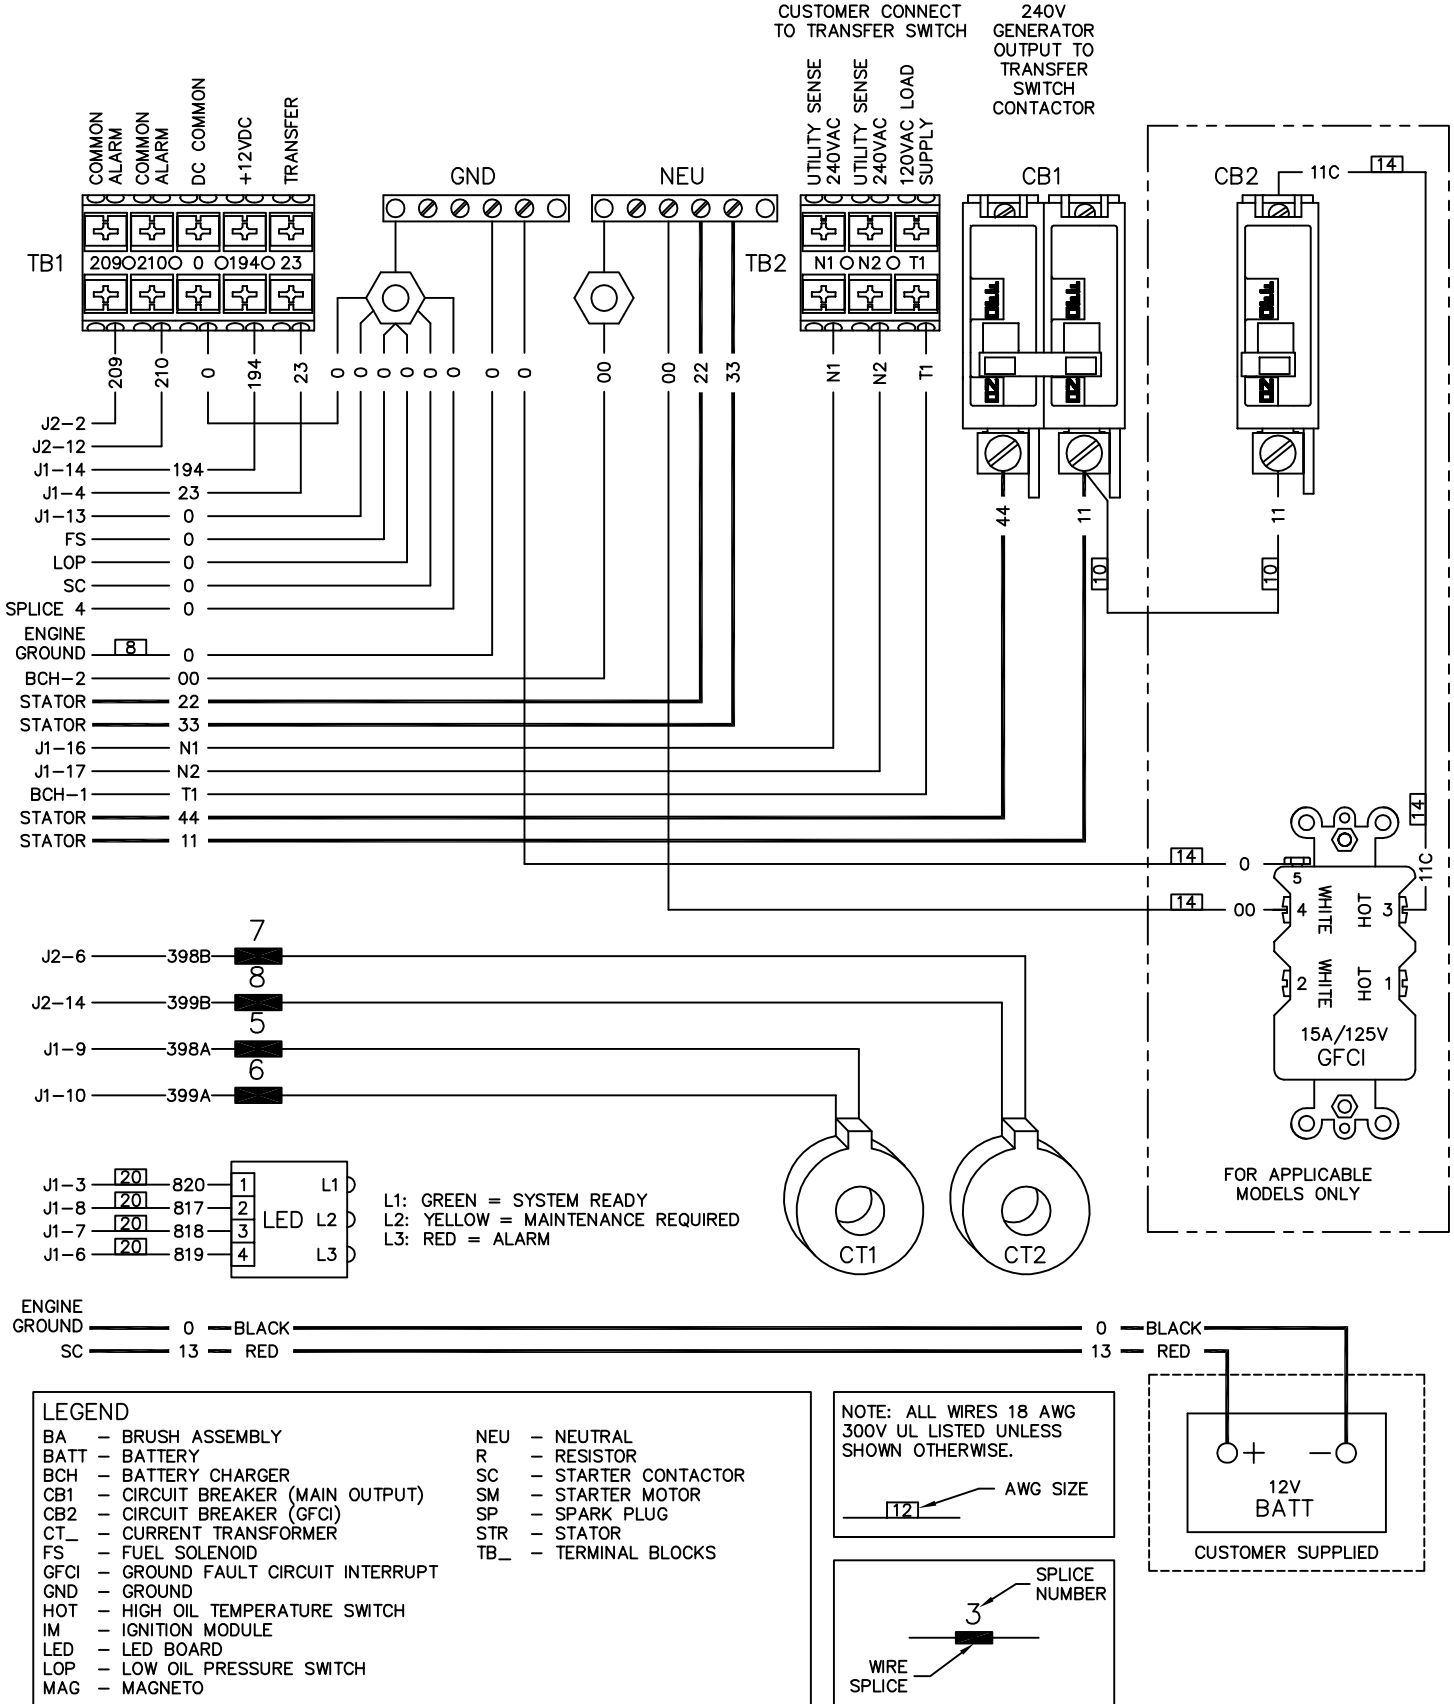 CUSTOMER CONNECT
TO TRANSFER SWITCH
240V
GENERATOR
OUTPUT TO
TRANSFER
SWITCH
CONTACTOR
COMMON
ALARM
COMMON
ALARM
DC COMMON
+12VDC
TRANSFER
UTILITY SENSE
240VAC
UTILITY SENSE
240VAC
120VAC LOAD
SUPPLY
GND
NEU
CB1
CB2
11C
14
TB1
209 210 0 194 23
TB2
N1 N2 T1
209
210
0
194
23
0
0
0
0
0
0
0
0
00
00
22
33
N1
N2
T1
J2-2
J2-12
J1-14 194
J1-4 23
J1-13 0
FS 0
LOP 0
SC 0
SPLICE 4 0
ENGINE
GROUND 8 0
BCH-2 00
STATOR 22
STATOR 33
J1-16 N1
J1-17 N2
BCH-1 T1
STATOR 44
STATOR 11
44
11
11
10
10
14
11C
14 0
14 00
5
4 WHITE HOT 3
2 WHITE HOT 1
15A/125V
GFCI
FOR APPLICABLE
MODELS ONLY
7
J2-6 398B
8
J2-14 399B
5
J1-9 398A
6
J1-10 399A
CT1
CT2
J1-3 20 820 1 L1
J1-8 20 817 2
LED L2
J1-7 20 818 3
J1-6 20 819 4 L3
L1: GREEN = SYSTEM READY
L2: YELLOW = MAINTENANCE REQUIRED
L3: RED = ALARM
ENGINE
GROUND 0 BLACK 0 BLACK
SC 13 RED 13 RED
+ -
12V
BATT
CUSTOMER SUPPLIED
LEGEND
BA - BRUSH ASSEMBLY
BATT - BATTERY
BCH - BATTERY CHARGER
CB1 - CIRCUIT BREAKER (MAIN OUTPUT)
CB2 - CIRCUIT BREAKER (GFCI)
CT_ - CURRENT TRANSFORMER
FS - FUEL SOLENOID
GFCI - GROUND FAULT CIRCUIT INTERRUPT
GND - GROUND
HOT - HIGH OIL TEMPERATURE SWITCH
IM - IGNITION MODULE
LED - LED BOARD
LOP - LOW OIL PRESSURE SWITCH
MAG - MAGNETO
NEU - NEUTRAL
R - RESISTOR
SC - STARTER CONTACTOR
SM - STARTER MOTOR
SP - SPARK PLUG
STR - STATOR
TB_ - TERMINAL BLOCKS
NOTE: ALL WIRES 18 AWG
300V UL LISTED UNLESS
SHOWN OTHERWISE.
AWG SIZE
12
SPLICE
NUMBER
3
WIRE
SPLICE